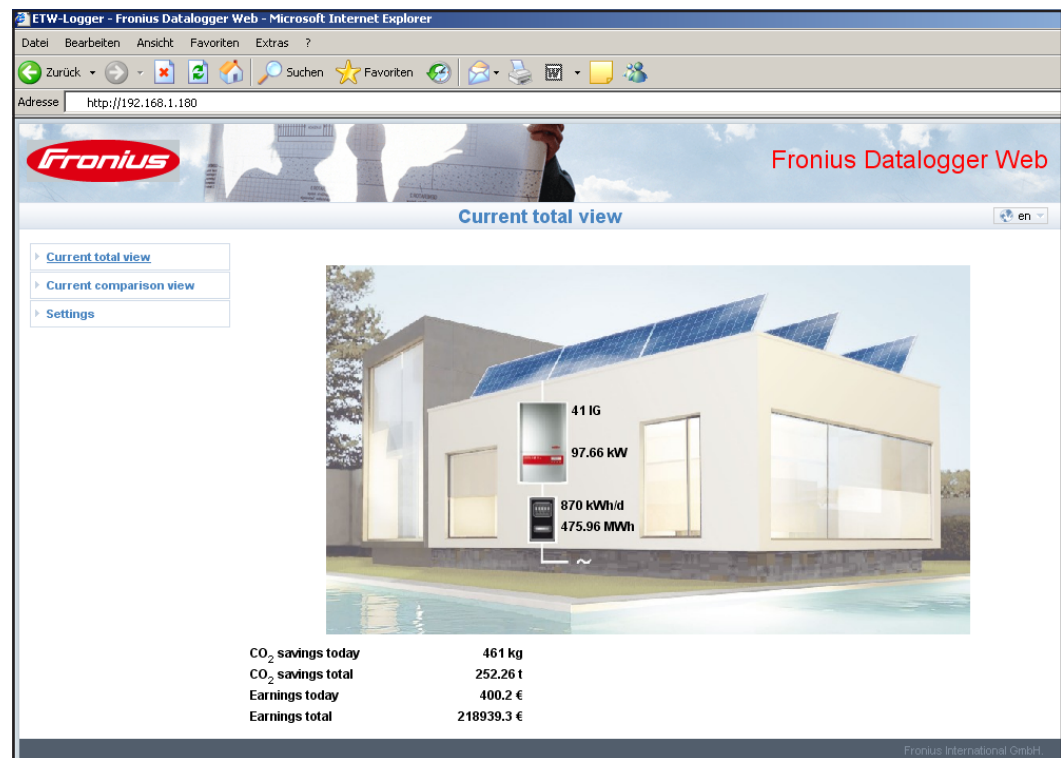 ETW-Logger - Fronius Datalogger Web - Microsoft Internet Explorer
Datei Bearbeiten Ansicht Favoriten Extras ?
Zurück Suchen Favoriten
Adresse http://192.168.1.180
Fronius
Fronius Datalogger Web
Current total view
en
Current total view
Current comparison view
Settings
41 IG
97.66 kW
870 kWh/d
475.96 MWh
~
CO2 savings today 461 kg
CO2 savings total 252.26 t
Earnings today 400.2 €
Earnings total 218939.3 €
Fronius International GmbH.